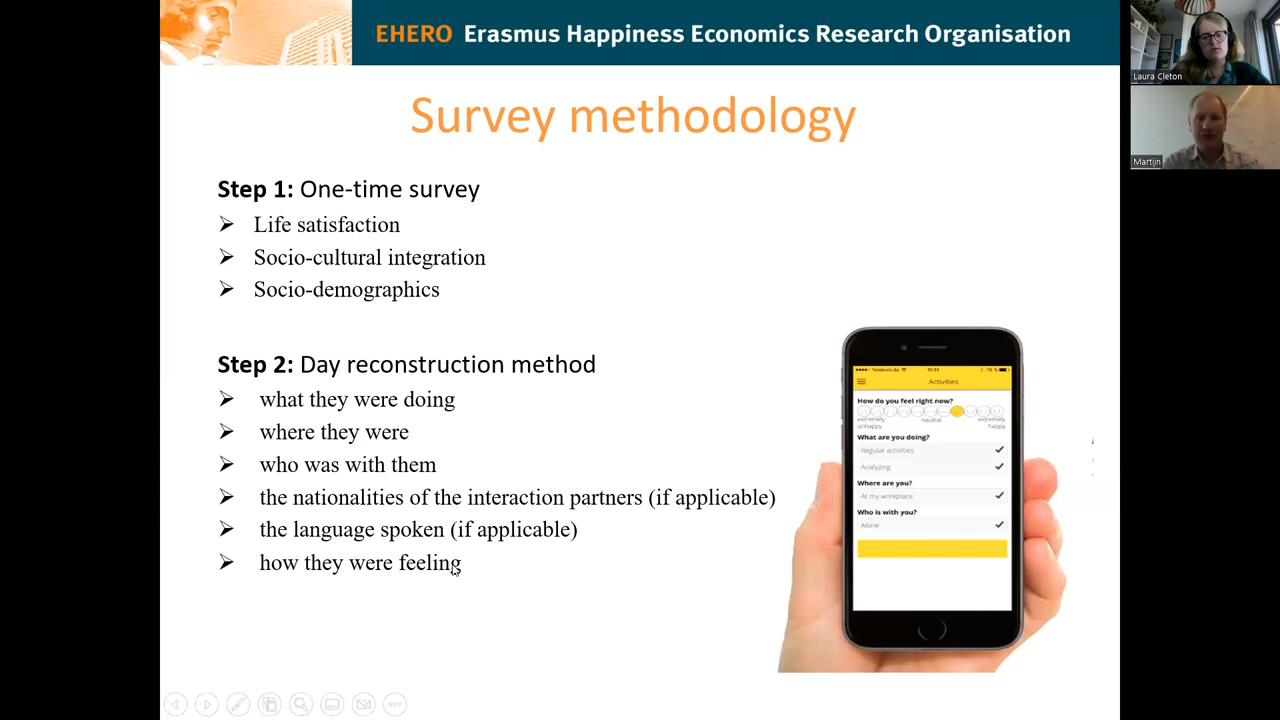 EHERO Erasmus Happiness Economics Research Organisation
Laura Cleton
Martijn
Survey methodology
Step 1: One-time survey
Life satisfaction
Socio-cultural integration
Socio-demographics
Step 2: Day reconstruction method
what they were doing
where they were
who was with them
the nationalities of the interaction partners (if applicable)
the language spoken (if applicable)
how they were feeling
Activities
How do you feel right now?
extremely unhappy
neutral
extremely happy
What are you doing?
Regular activities
Analyzing
Where are you?
At my workplace
Who is with you?
Alone